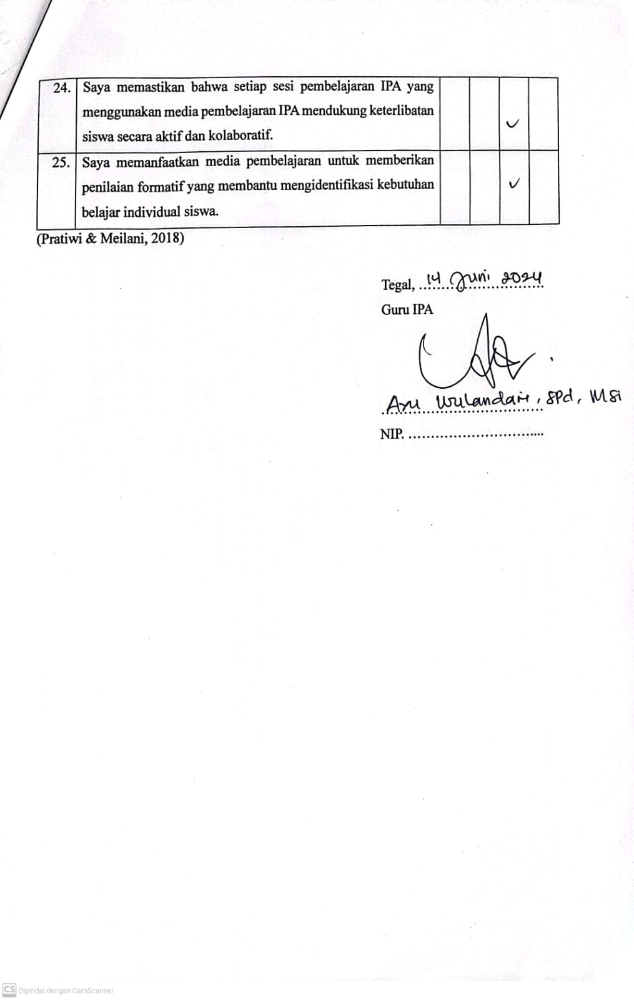 24. Saya memastikan bahwa setiap sesi pembelajaran IPA yang
menggunakan media pembelajaran IPA mendukung keterlibatan
siswa secara aktif dan kolaboratif.
25. Saya memanfaatkan media pembelajaran untuk memberikan
penilaian formatif yang membantu mengidentifikasi kebutuhan
belajar individual siswa.
(Pratiwi & Meilani, 2018)
Tegal, 14 Juni 2024
Guru IPA
Ayu Wulandari, SPd, MSi
NIP. ..............................
CS Dipindai dengan CamScanner